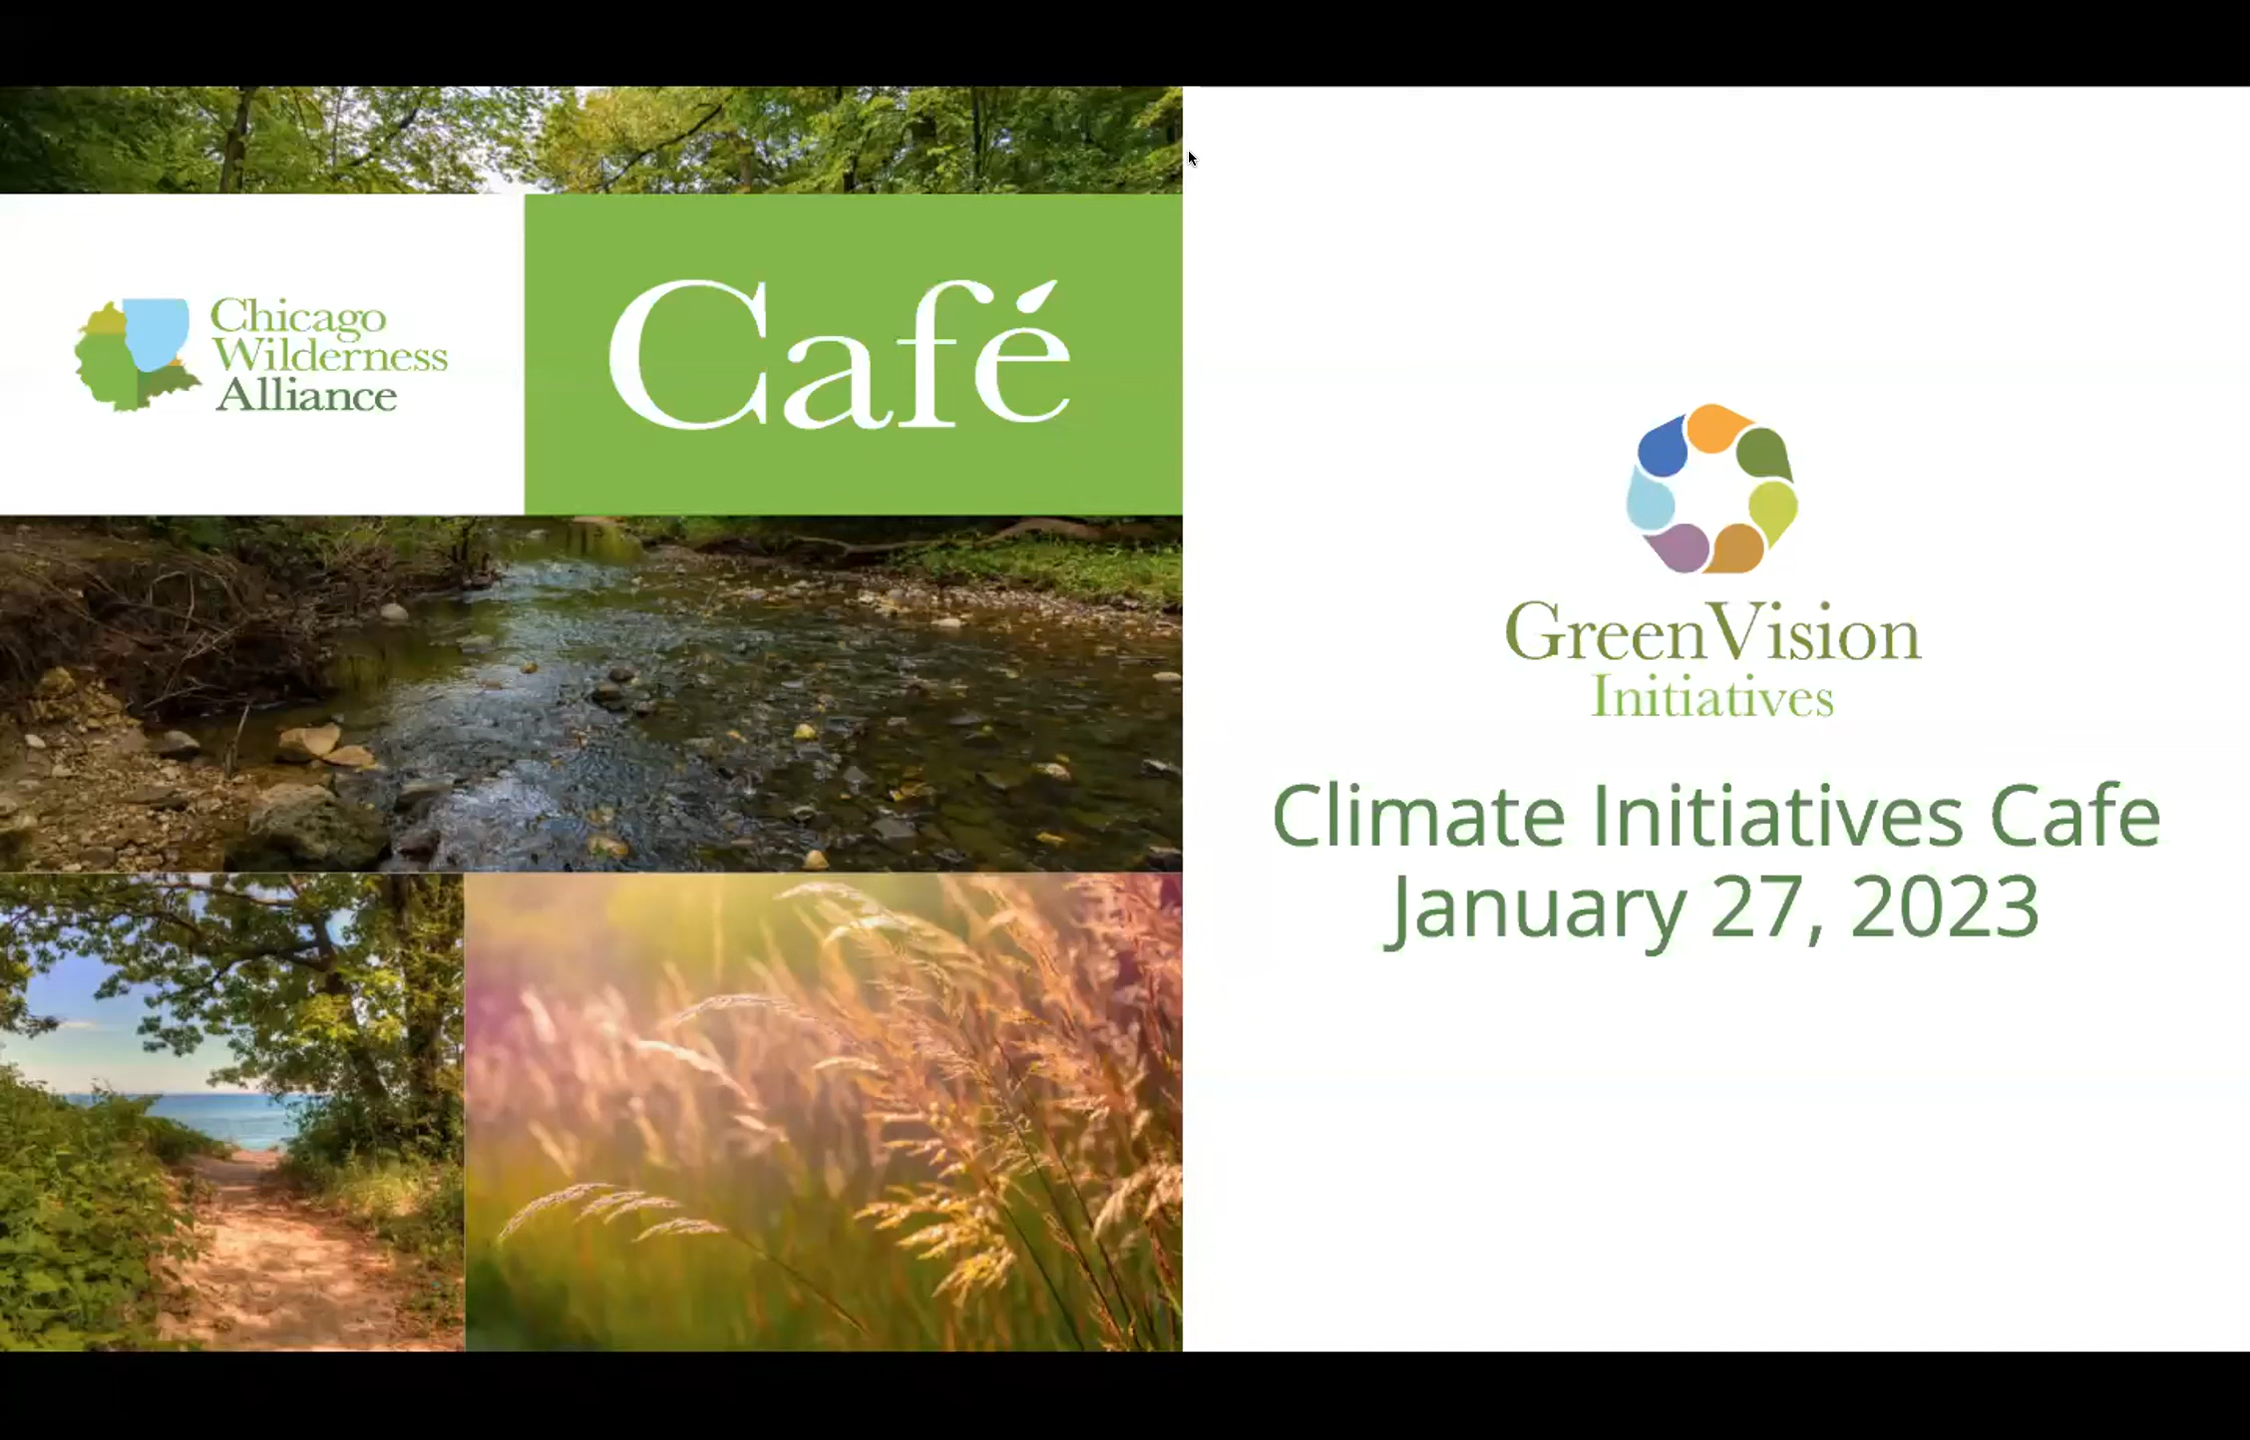 Chicago
Wilderness
Alliance
Café
GreenVision
Initiatives
Climate Initiatives Cafe
January 27, 2023